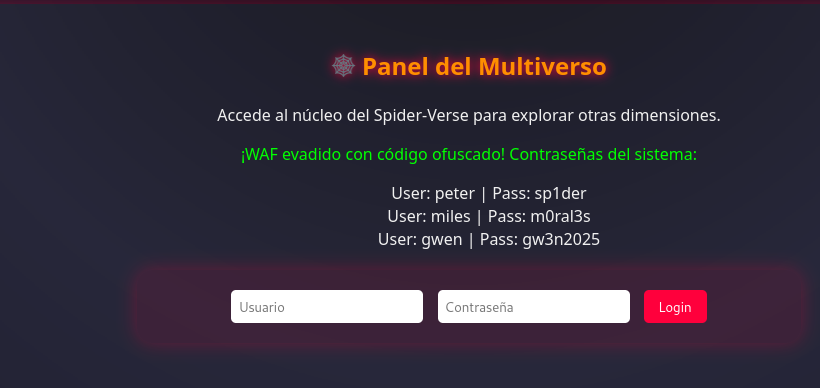 Panel del Multiverso
Accede al núcleo del Spider-Verse para explorar otras dimensiones.
¡WAF evadido con código ofuscado! Contraseñas del sistema:
User: peter | Pass: sp1der
User: miles | Pass: m0ral3s
User: gwen | Pass: gw3n2025
Usuario Contraseña Login